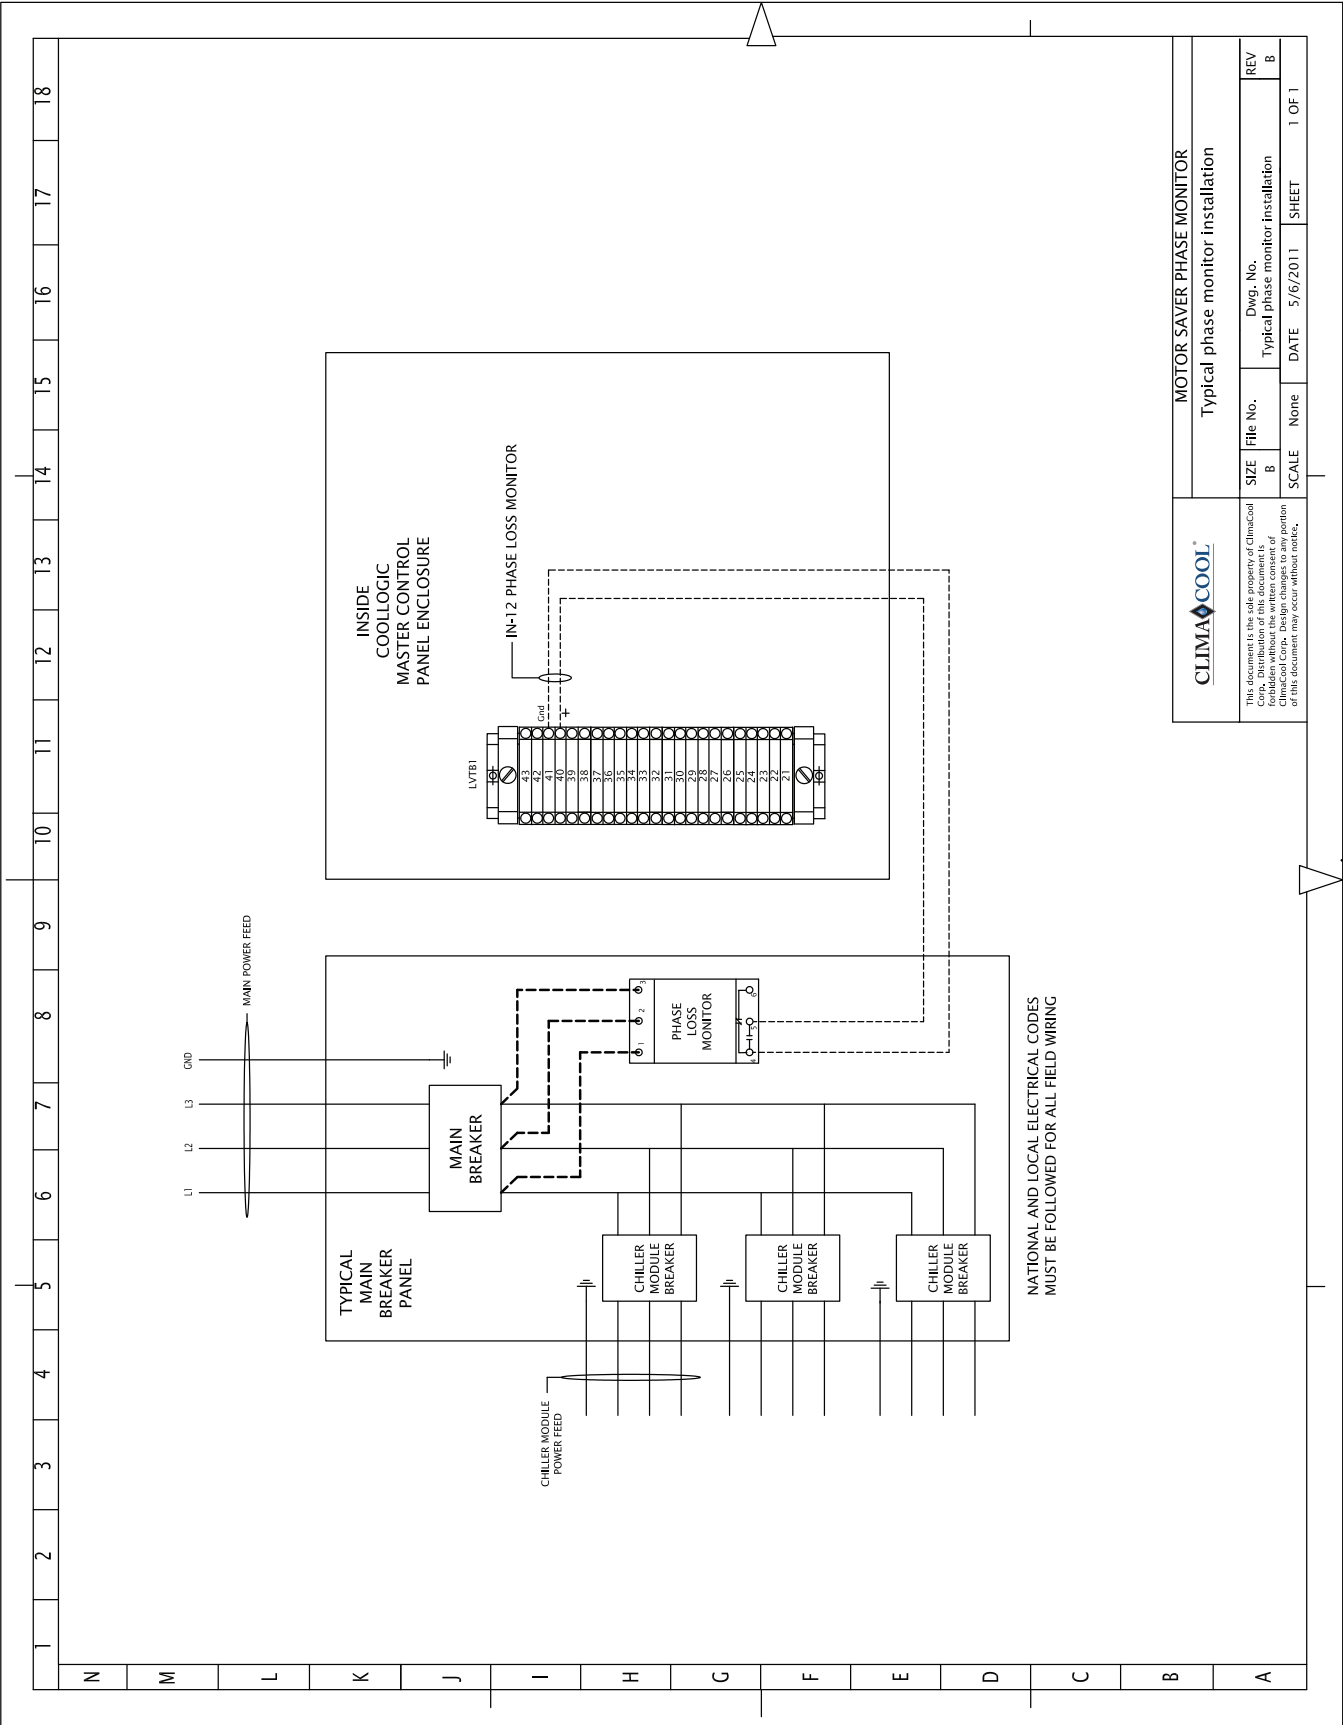 1
2
3
4
5
6
7
8
9
10
11
12
13
14
15
16
17
18
N
M
L
K
J
I
H
G
F
E
D
C
B
A
L1
L2
L3
GND
MAIN POWER FEED
TYPICAL
MAIN
BREAKER
PANEL
MAIN
BREAKER
CHILLER MODULE
POWER FEED
CHILLER
MODULE
BREAKER
CHILLER
MODULE
BREAKER
CHILLER
MODULE
BREAKER
1
2
3
PHASE
LOSS
MONITOR
4
5
6
INSIDE
COOLLOGIC
MASTER CONTROL
PANEL ENCLOSURE
IN-12 PHASE LOSS MONITOR
LVTB1
Gnd
+
43
42
41
40
39
38
37
36
35
34
33
32
31
30
29
28
27
26
25
24
23
22
21
NATIONAL AND LOCAL ELECTRICAL CODES
MUST BE FOLLOWED FOR ALL FIELD WIRING
CLIMACOOL®
This document is the sole property of ClimaCool
Corp. Distribution of this document is
forbidden without the written consent of
ClimaCool Corp. Design changes to any portion
of this document may occur without notice.
MOTOR SAVER PHASE MONITOR
Typical phase monitor installation
SIZE
B
File No.
Dwg. No.
Typical phase monitor installation
REV
B
SCALE None
DATE 5/6/2011
SHEET 1 OF 1